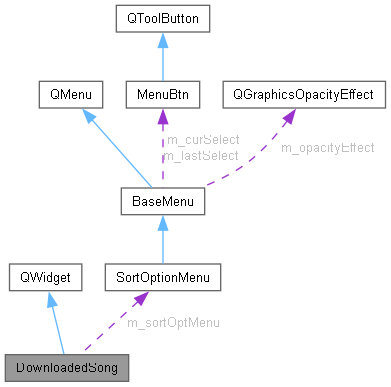 QToolButton
QMenu
MenuBtn
QGraphicsOpacityEffect
m_curSelect
m_lastSelect
m_opacityEffect
BaseMenu
QWidget
SortOptionMenu
m_sortOptMenu
DownloadedSong